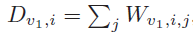 D_{v_1,i} = \sum_j W_{v_1,i,j}